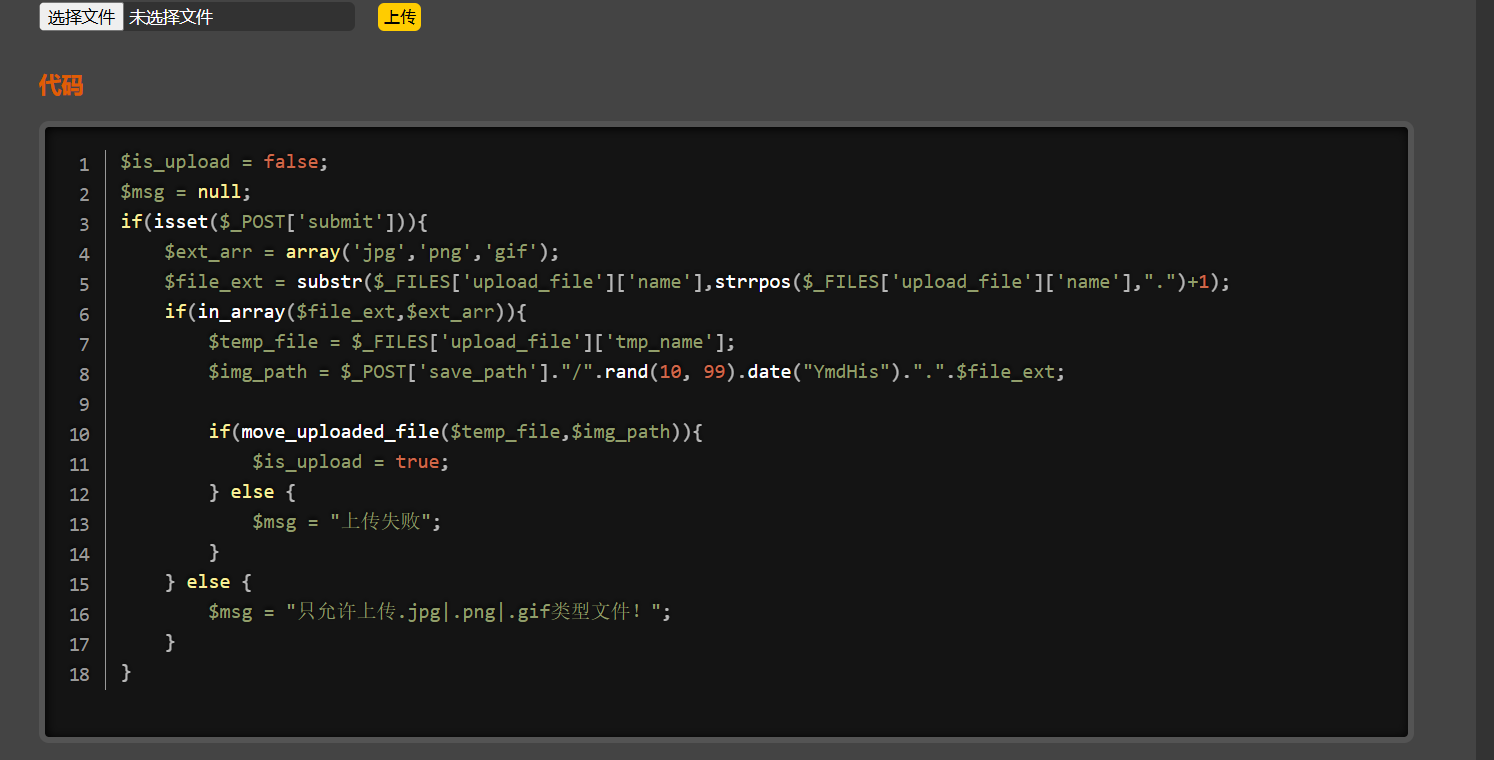 选择文件 未选择文件 上传
代码
1 $is_upload = false;
2 $msg = null;
3 if(isset($_POST['submit'])){
4     $ext_arr = array('jpg','png','gif');
5     $file_ext = substr($_FILES['upload_file']['name'],strrpos($_FILES['upload_file']['name'],".")+1);
6     if(in_array($file_ext,$ext_arr)){
7         $temp_file = $_FILES['upload_file']['tmp_name'];
8         $img_path = $_POST['save_path']."/".rand(10, 99).date("YmdHis").".".$file_ext;
9
10         if(move_uploaded_file($temp_file,$img_path)){
11             $is_upload = true;
12         } else {
13             $msg = "上传失败";
14         }
15     } else {
16         $msg = "只允许上传.jpg|.png|.gif类型文件！";
17     }
18 }